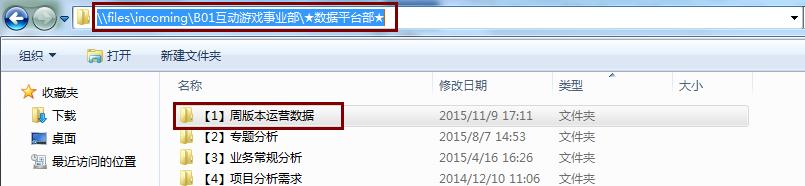 \\files\incoming\B01互动游戏事业部\★数据平台部★
组织 打开 新建文件夹
收藏夹 名称 修改日期 类型 大小
下载 【1】周版本运营数据 2015/11/9 17:11 文件夹
桌面 【2】专题分析 2015/8/7 14:53 文件夹
最近访问的位置 【3】业务常规分析 2015/4/16 16:26 文件夹
【4】项目分析需求 2014/12/10 11:06 文件夹